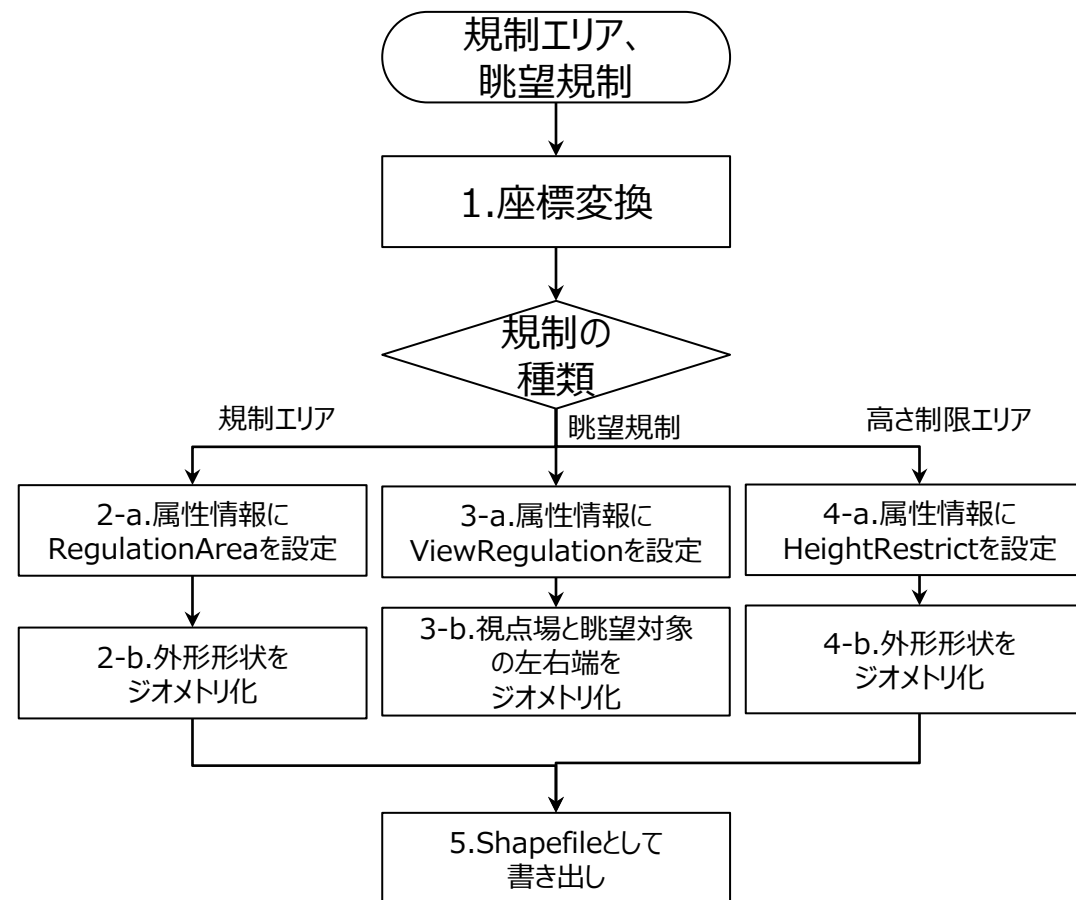 規制エリア、
眺望規制
1.座標変換
規制の
種類
規制エリア
眺望規制
高さ制限エリア
2-a.属性情報に
RegulationAreaを設定
3-a.属性情報に
ViewRegulationを設定
4-a.属性情報に
HeightRestrictを設定
2-b.外形形状を
ジオメトリ化
3-b.視点場と眺望対象
の左右端を
ジオメトリ化
4-b.外形形状を
ジオメトリ化
5.Shapefileとして
書き出し